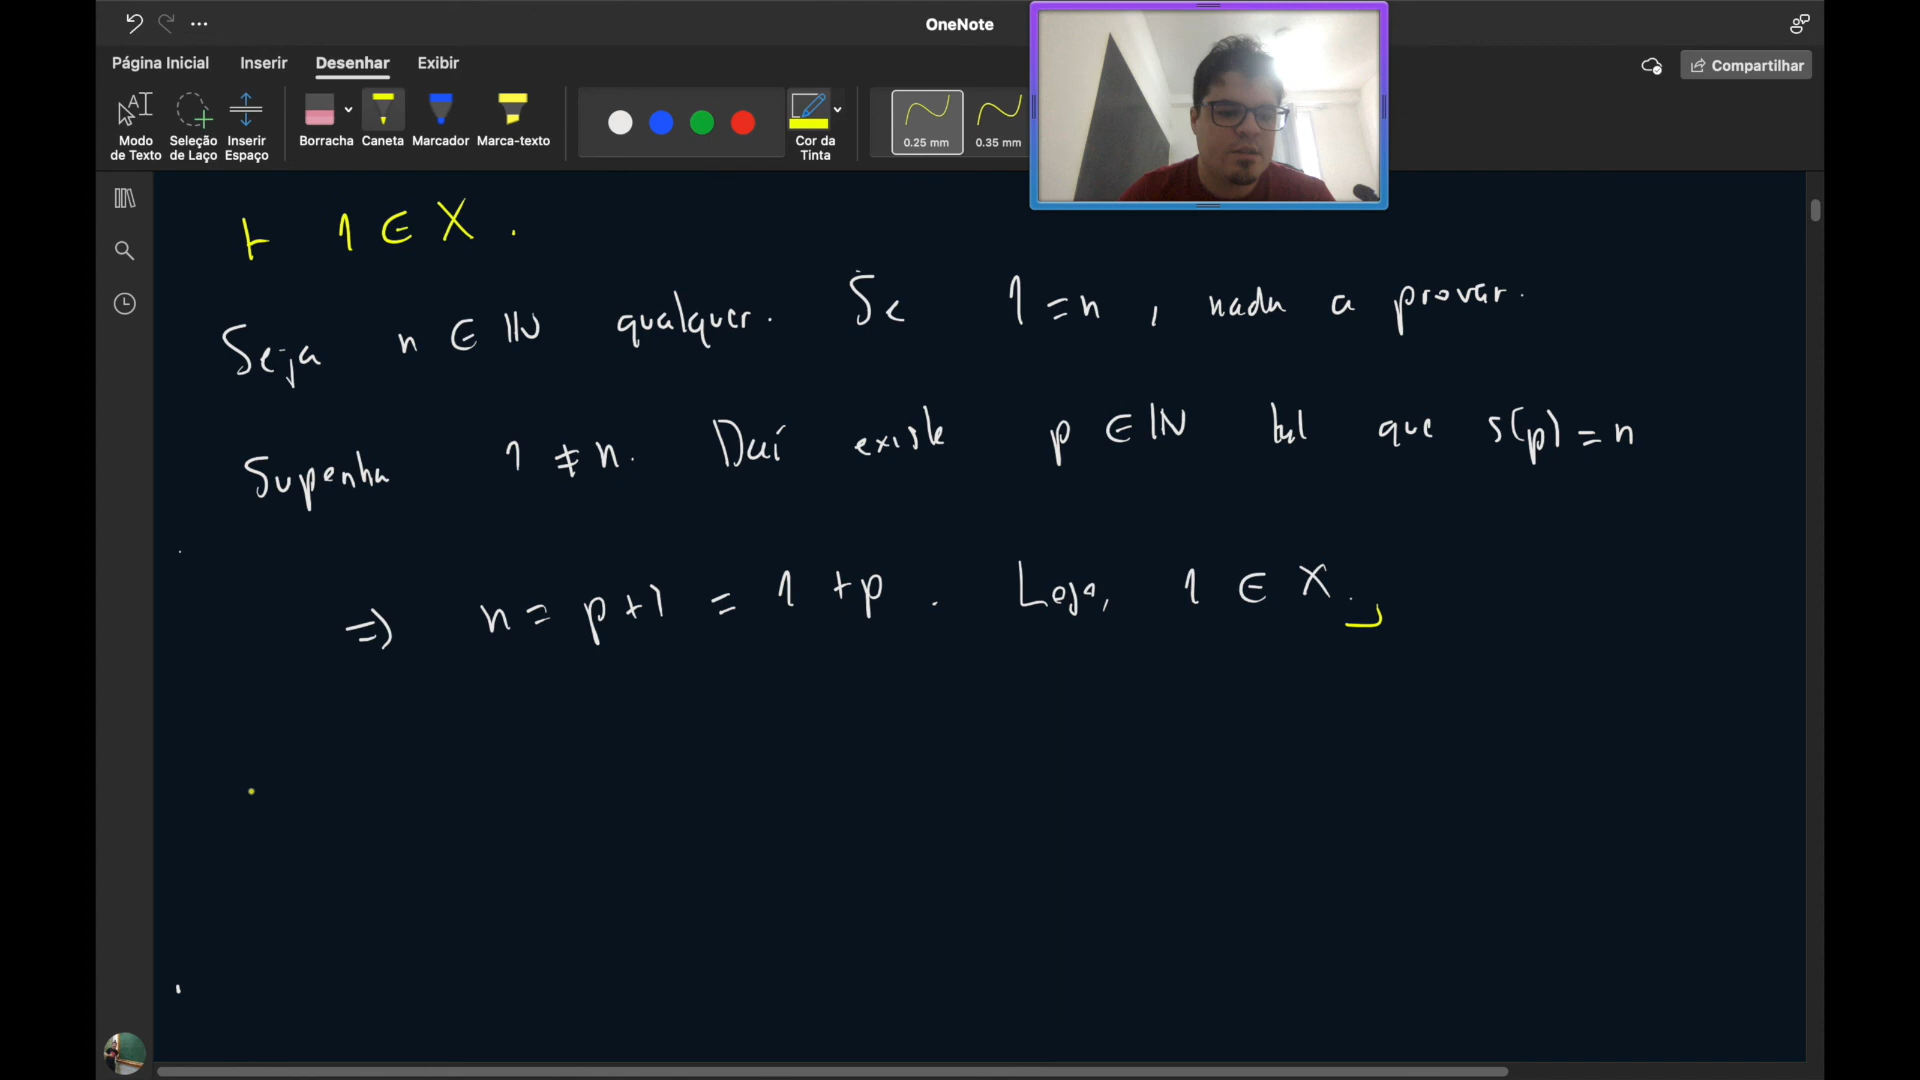 OneNote
Página Inicial Inserir Desenhar Exibir
Compartilhar
Modo de Texto Seleção de Laço Inserir Espaço Borracha Caneta Marcador Marca-texto Cor da Tinta 0.25 mm 0.35 mm
⊢ 1 ∈ X.
Seja n ∈ ℕ qualquer. Se 1 = n, nada a provar.
Suponha 1 ≠ n. Daí existe p ∈ ℕ tal que s(p) = n
⇒ n = p+1 = 1 + p. Logo, 1 ∈ X.